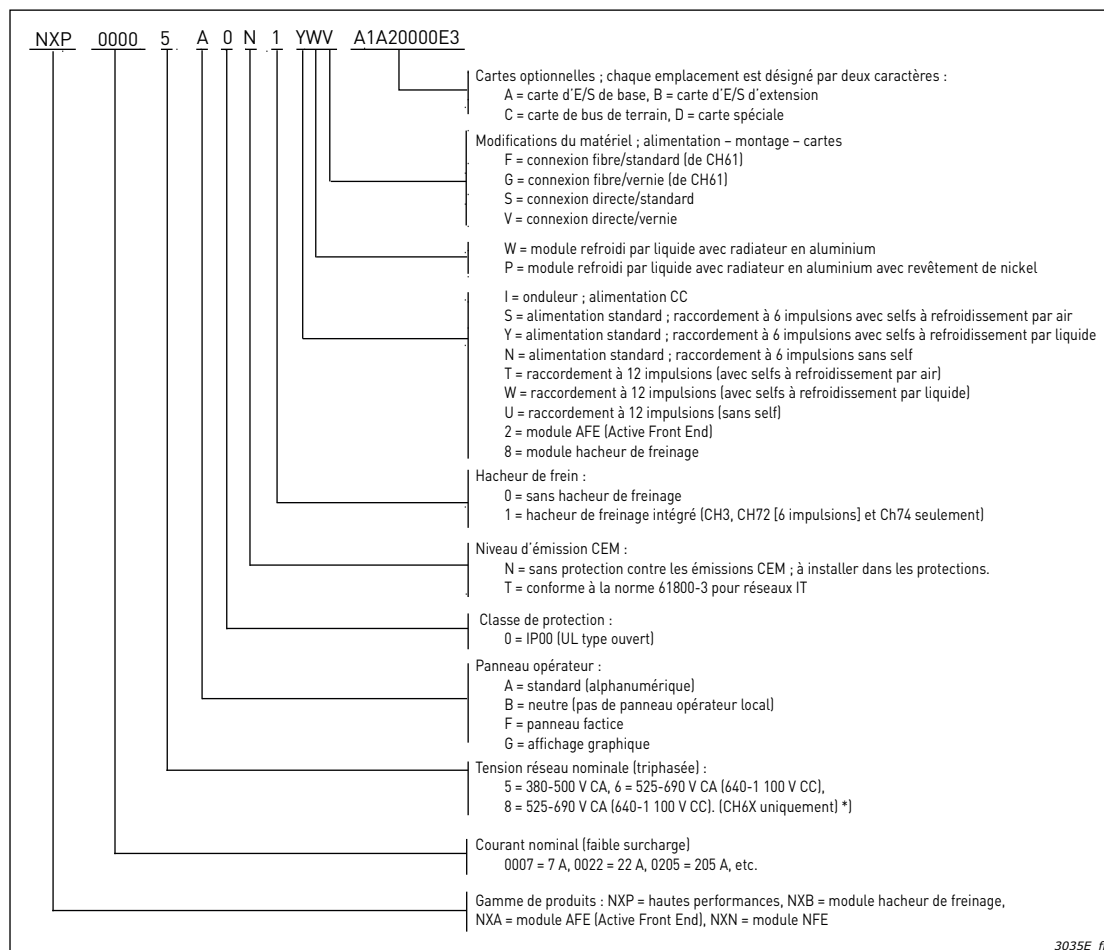 NXP 0000 5 A 0 N 1 YWV A1A20000E3
Cartes optionnelles ; chaque emplacement est désigné par deux caractères :
A = carte d'E/S de base, B = carte d'E/S d'extension
C = carte de bus de terrain, D = carte spéciale
Modifications du matériel ; alimentation – montage – cartes
F = connexion fibre/standard (de CH61)
G = connexion fibre/vernie (de CH61)
S = connexion directe/standard
V = connexion directe/vernie
W = module refroidi par liquide avec radiateur en aluminium
P = module refroidi par liquide avec radiateur en aluminium avec revêtement de nickel
I = onduleur ; alimentation CC
S = alimentation standard ; raccordement à 6 impulsions avec selfs à refroidissement par air
Y = alimentation standard ; raccordement à 6 impulsions avec selfs à refroidissement par liquide
N = alimentation standard ; raccordement à 6 impulsions sans self
T = raccordement à 12 impulsions (avec selfs à refroidissement par air)
W = raccordement à 12 impulsions (avec selfs à refroidissement par liquide)
U = raccordement à 12 impulsions (sans self)
2 = module AFE (Active Front End)
8 = module hacheur de freinage
Hacheur de frein :
0 = sans hacheur de freinage
1 = hacheur de freinage intégré (CH3, CH72 [6 impulsions] et Ch74 seulement)
Niveau d'émission CEM :
N = sans protection contre les émissions CEM ; à installer dans les protections.
T = conforme à la norme 61800-3 pour réseaux IT
Classe de protection :
0 = IP00 (UL type ouvert)
Panneau opérateur :
A = standard (alphanumérique)
B = neutre (pas de panneau opérateur local)
F = panneau factice
G = affichage graphique
Tension réseau nominale (triphasée) :
5 = 380-500 V CA, 6 = 525-690 V CA (640-1 100 V CC),
8 = 525-690 V CA (640-1 100 V CC). (CH6X uniquement) *)
Courant nominal (faible surcharge)
0007 = 7 A, 0022 = 22 A, 0205 = 205 A, etc.
Gamme de produits : NXP = hautes performances, NXB = module hacheur de freinage,
NXA = module AFE (Active Front End), NXN = module NFE